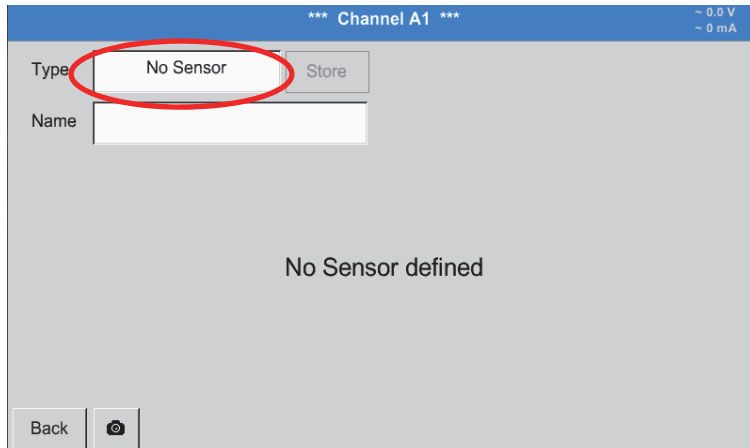 *** Channel A1 ***
~ 0.0 V
~ 0 mA
Type No Sensor Store
Name
No Sensor defined
Back